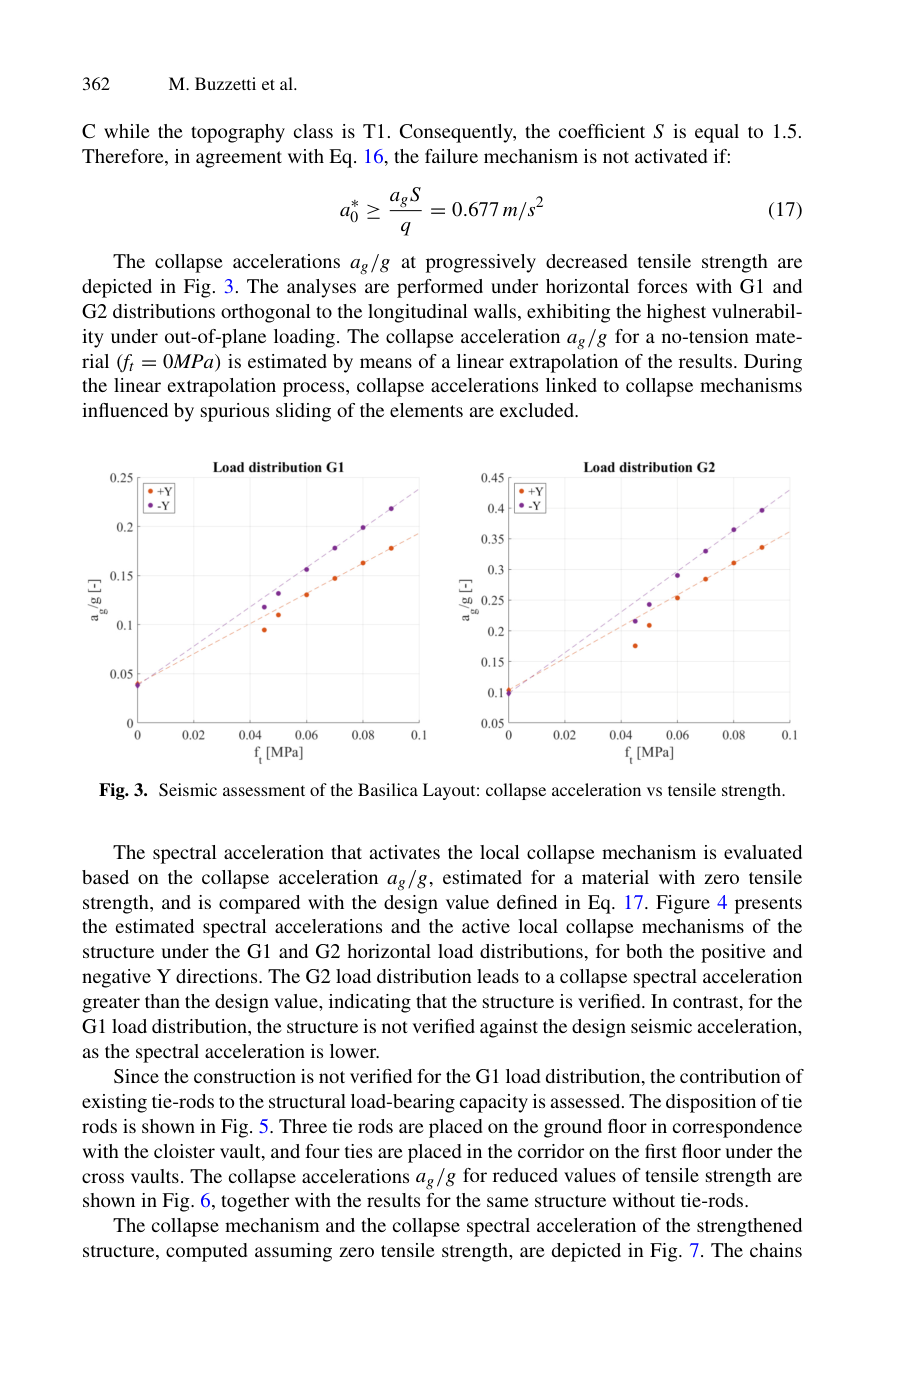 362 M. Buzzetti et al.
C while the topography class is T1. Consequently, the coefficient S is equal to 1.5.
Therefore, in agreement with Eq. 16, the failure mechanism is not activated if:
a₀* ≥ a_g S / q = 0.677 m/s² (17)
The collapse accelerations a_g/g at progressively decreased tensile strength are
depicted in Fig. 3. The analyses are performed under horizontal forces with G1 and
G2 distributions orthogonal to the longitudinal walls, exhibiting the highest vulnerabil-
ity under out-of-plane loading. The collapse acceleration a_g/g for a no-tension mate-
rial (f_t = 0MPa) is estimated by means of a linear extrapolation of the results. During
the linear extrapolation process, collapse accelerations linked to collapse mechanisms
influenced by spurious sliding of the elements are excluded.
Load distribution G1
0.25
0.2
0.15
0.1
0.05
0
a_g/g [-]
+Y
-Y
0 0.02 0.04 0.06 0.08 0.1
f_t [MPa]
Load distribution G2
0.45
0.4
0.35
0.3
0.25
0.2
0.15
0.1
0.05
a_g/g [-]
+Y
-Y
0 0.02 0.04 0.06 0.08 0.1
f_t [MPa]
Fig. 3. Seismic assessment of the Basilica Layout: collapse acceleration vs tensile strength.
The spectral acceleration that activates the local collapse mechanism is evaluated
based on the collapse acceleration a_g/g, estimated for a material with zero tensile
strength, and is compared with the design value defined in Eq. 17. Figure 4 presents
the estimated spectral accelerations and the active local collapse mechanisms of the
structure under the G1 and G2 horizontal load distributions, for both the positive and
negative Y directions. The G2 load distribution leads to a collapse spectral acceleration
greater than the design value, indicating that the structure is verified. In contrast, for the
G1 load distribution, the structure is not verified against the design seismic acceleration,
as the spectral acceleration is lower.
Since the construction is not verified for the G1 load distribution, the contribution of
existing tie-rods to the structural load-bearing capacity is assessed. The disposition of tie
rods is shown in Fig. 5. Three tie rods are placed on the ground floor in correspondence
with the cloister vault, and four ties are placed in the corridor on the first floor under the
cross vaults. The collapse accelerations a_g/g for reduced values of tensile strength are
shown in Fig. 6, together with the results for the same structure without tie-rods.
The collapse mechanism and the collapse spectral acceleration of the strengthened
structure, computed assuming zero tensile strength, are depicted in Fig. 7. The chains